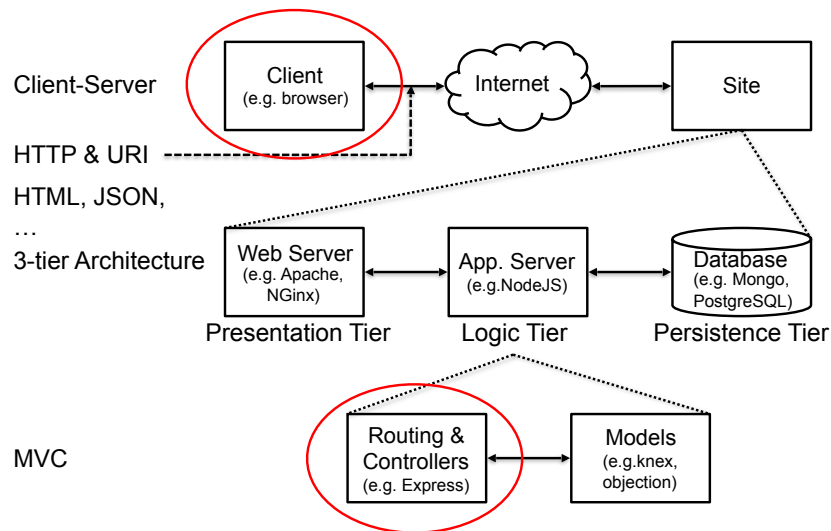 Client-Server
Client
(e.g. browser)
Internet
Site
HTTP & URI
HTML, JSON,
…
3-tier Architecture
Web Server
(e.g. Apache,
NGinx)
App. Server
(e.g.NodeJS)
Database
(e.g. Mongo,
PostgreSQL)
Presentation Tier
Logic Tier
Persistence Tier
MVC
Routing &
Controllers
(e.g. Express)
Models
(e.g.knex,
objection)